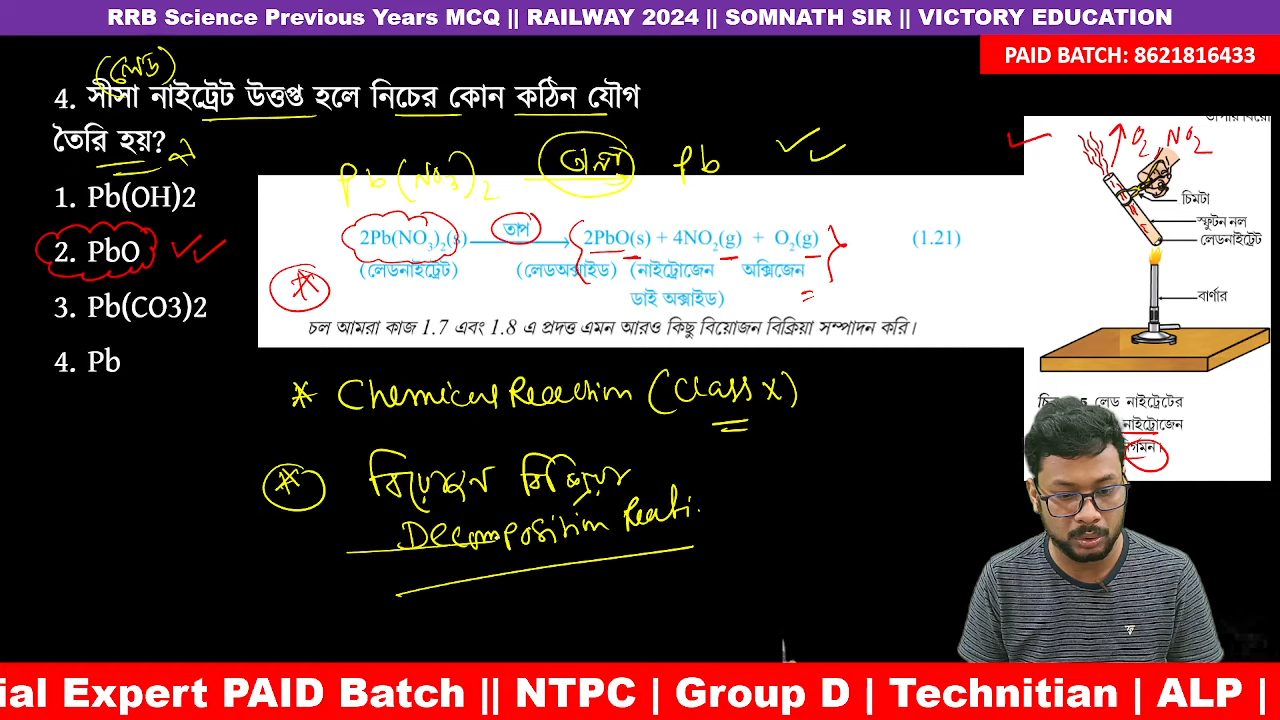 RRB Science Previous Years MCQ || RAILWAY 2024 || SOMNATH SIR || VICTORY EDUCATION
PAID BATCH: 8621816433
(লেড)
4. সীসা নাইট্রেট উত্তপ্ত হলে নিচের কোন কঠিন যৌগ
তৈরি হয়?
1. Pb(OH)2
2. PbO
3. Pb(CO3)2
4. Pb
Pb(NO3)2 তাপ Pb
2Pb(NO3)2(s) তাপ 2PbO(s) + 4NO2(g) + O2(g) (1.21)
(লেডনাইট্রেট) (লেডঅক্সাইড) (নাইট্রোজেন অক্সিজেন
ডাই অক্সাইড)
চল আমরা কাজ 1.7 এবং 1.8 এ প্রদত্ত এমন আরও কিছু বিয়োজন বিক্রিয়া সম্পাদন করি।
Chemical Reaction (Class X)
বিয়োজন বিক্রিয়া
Decomposition Reacti.
O2, NO2
চিমটা
স্ফুটন নল
লেডনাইট্রেট
বার্ণার
লেড নাইট্রেটের
নাইট্রোজেন
ial Expert PAID Batch || NTPC | Group D | Technitian | ALP |